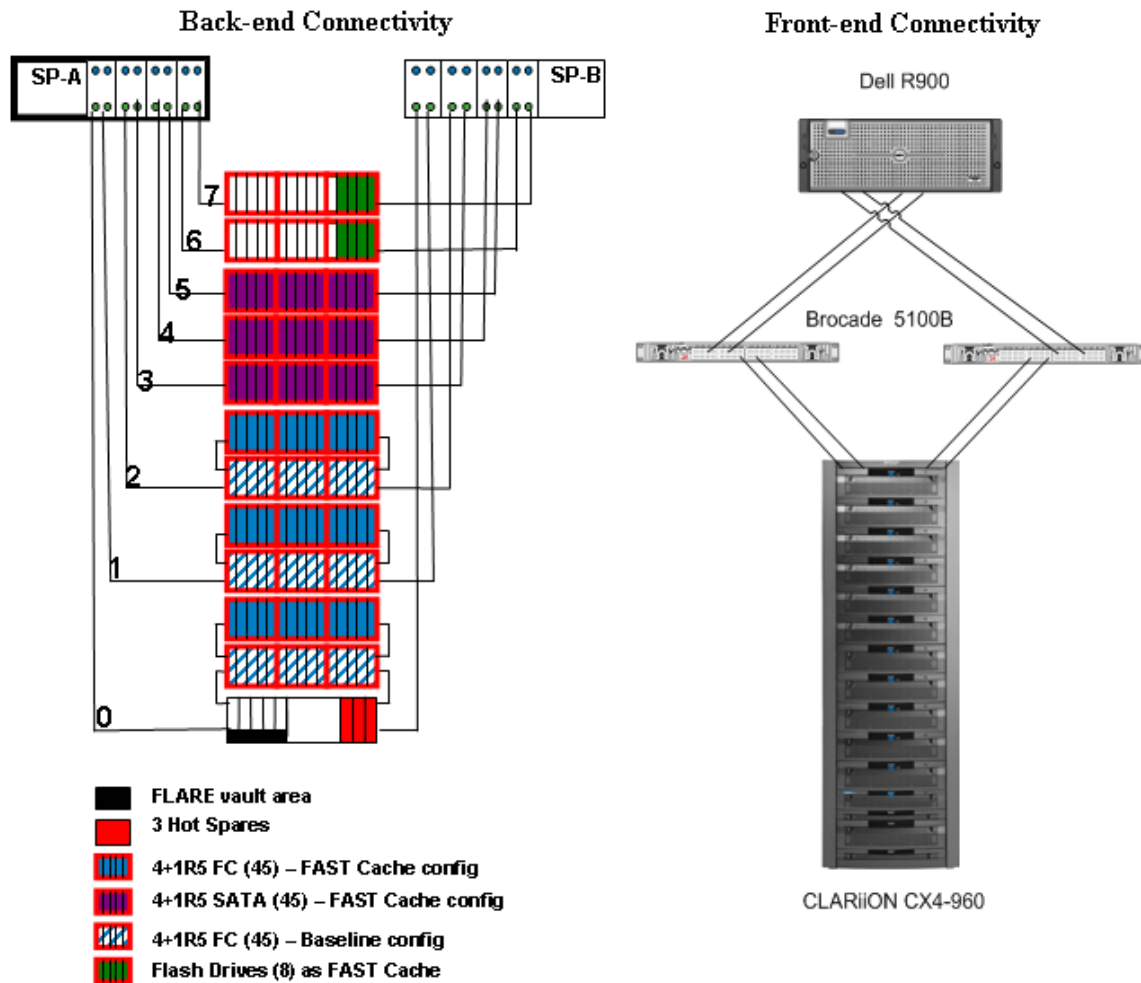 Back-end Connectivity
Front-end Connectivity
SP-A
SP-B
Dell R900
7
6
5
4
3
2
1
0
Brocade 5100B
CLARiiON CX4-960
FLARE vault area
3 Hot Spares
4+1R5 FC (45) – FAST Cache config
4+1R5 SATA (45) – FAST Cache config
4+1R5 FC (45) – Baseline config
Flash Drives (8) as FAST Cache